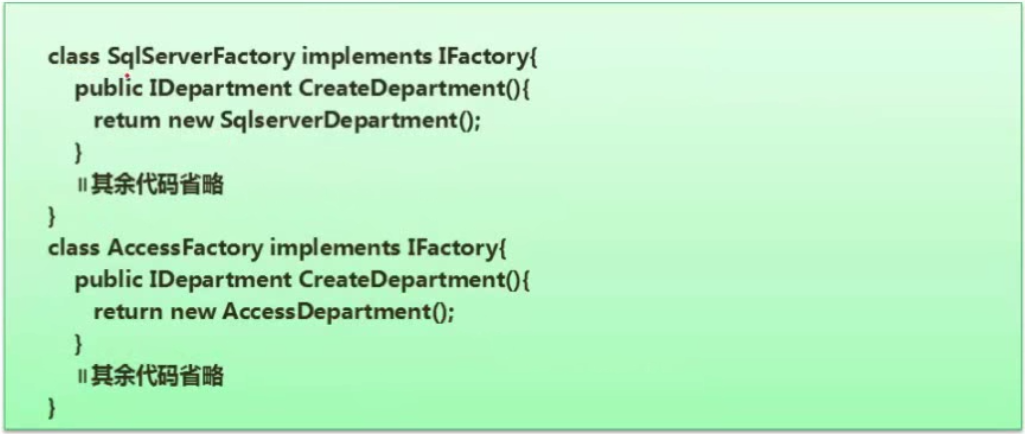 class SqlServerFactory implements IFactory{
public IDepartment CreateDepartment(){
retum new SqlserverDepartment();
}
॥其余代码省略
}
class AccessFactory implements IFactory{
public IDepartment CreateDepartment(){
return new AccessDepartment();
}
॥其余代码省略
}